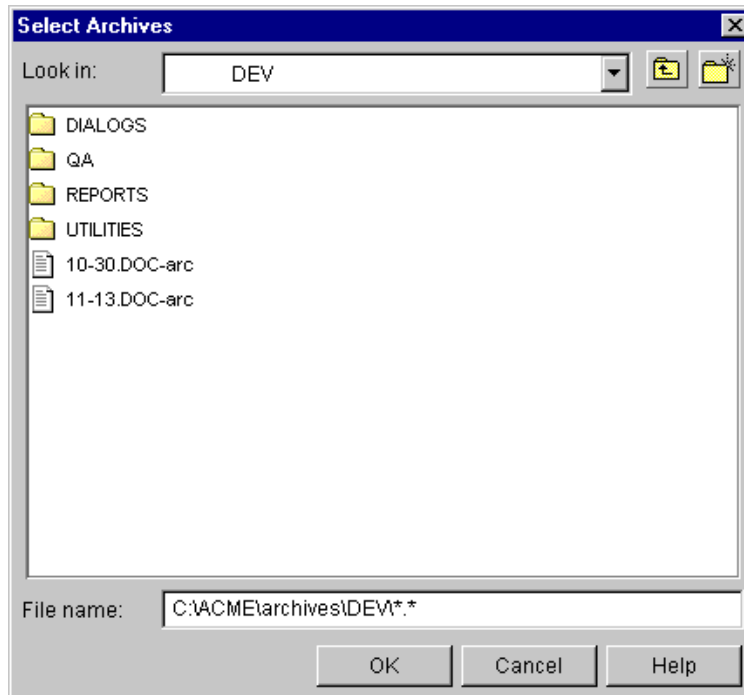 Select Archives
Look in: DEV
DIALOGS
QA
REPORTS
UTILITIES
10-30.DOC-arc
11-13.DOC-arc
File name: C:\ACME\archives\DEV\*.*
OK Cancel Help